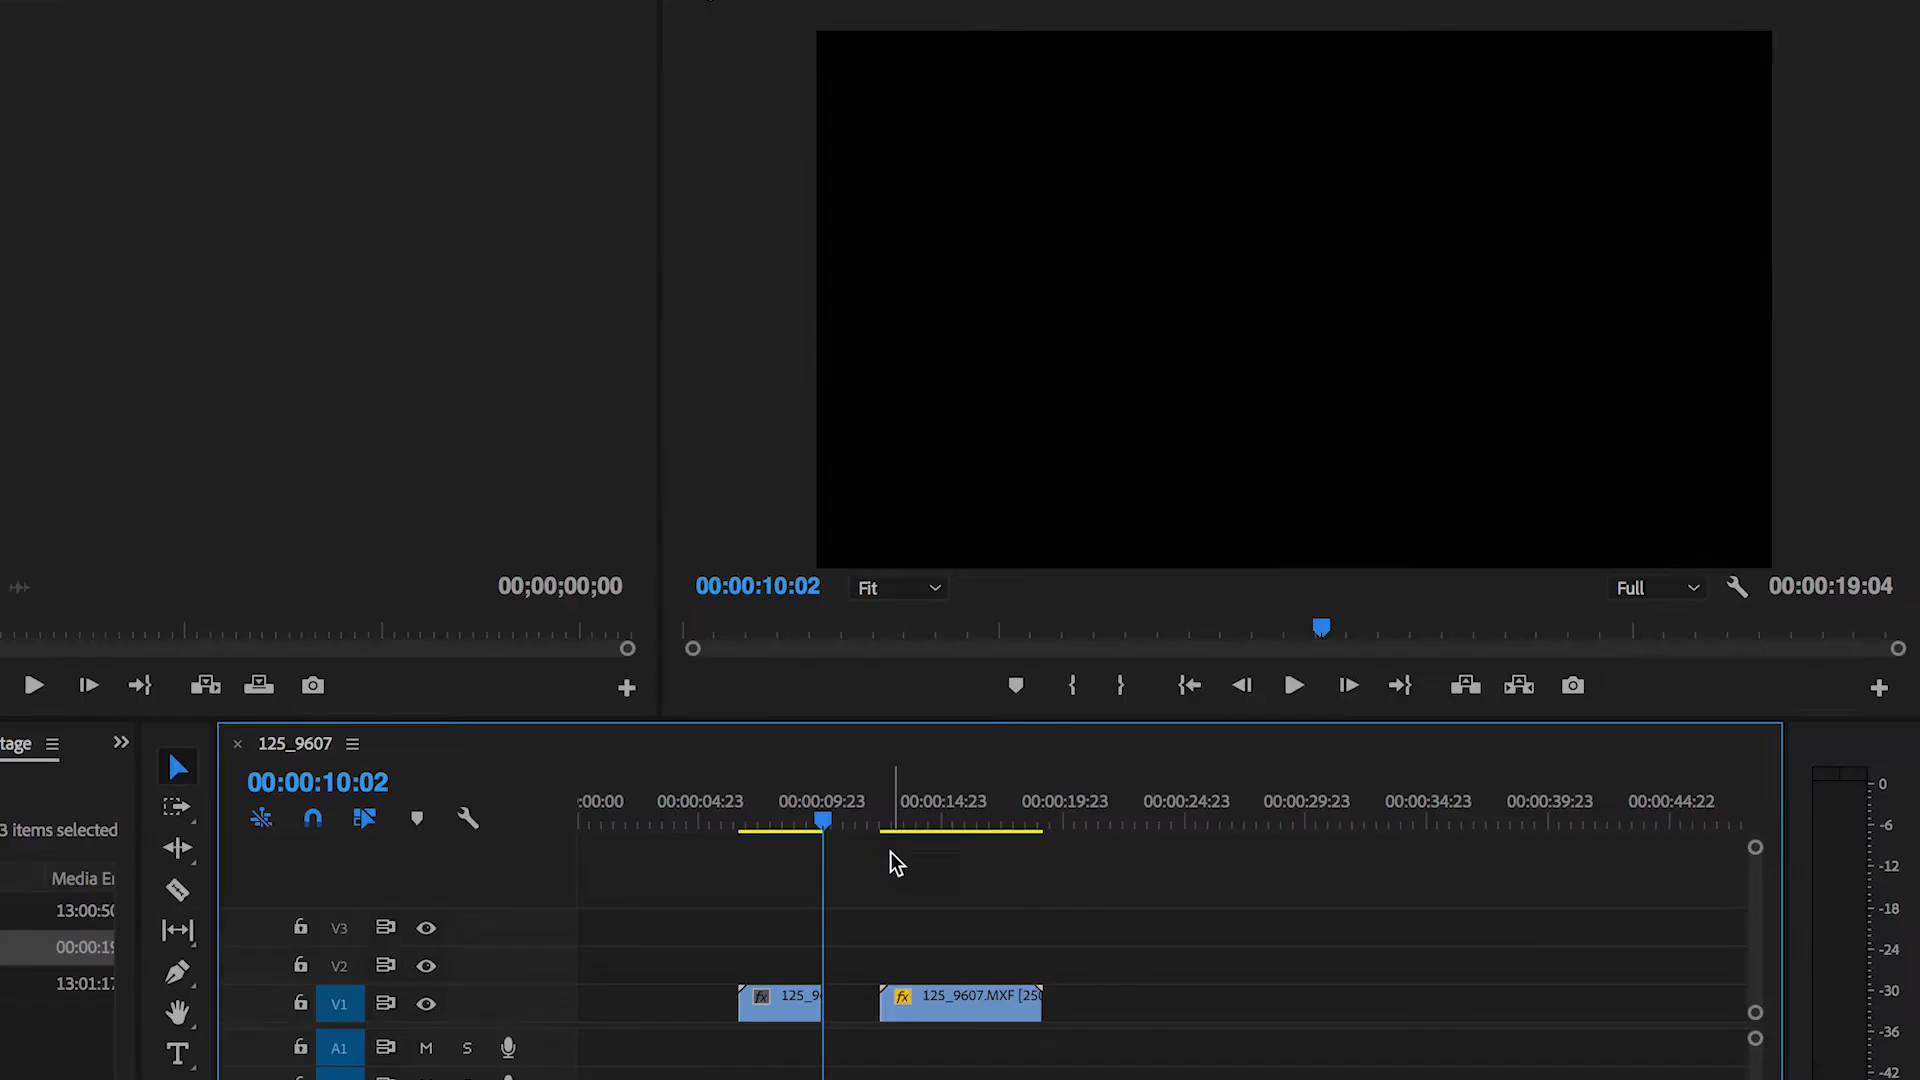 00;00;00;00
00:00:10:02
Fit
Full
00:00:19:04
tage
125_9607
00:00:10:02
:00:00
00:00:04:23
00:00:09:23
00:00:14:23
00:00:19:23
00:00:24:23
00:00:29:23
00:00:34:23
00:00:39:23
00:00:44:22
3 items selected
Media E
13:00:50
00:00:1
13:01:17
V3
V2
V1
fx 125_9
fx 125_9607.MXF [250
A1
M
S
T
0
-6
-12
-18
-24
-30
-36
-42